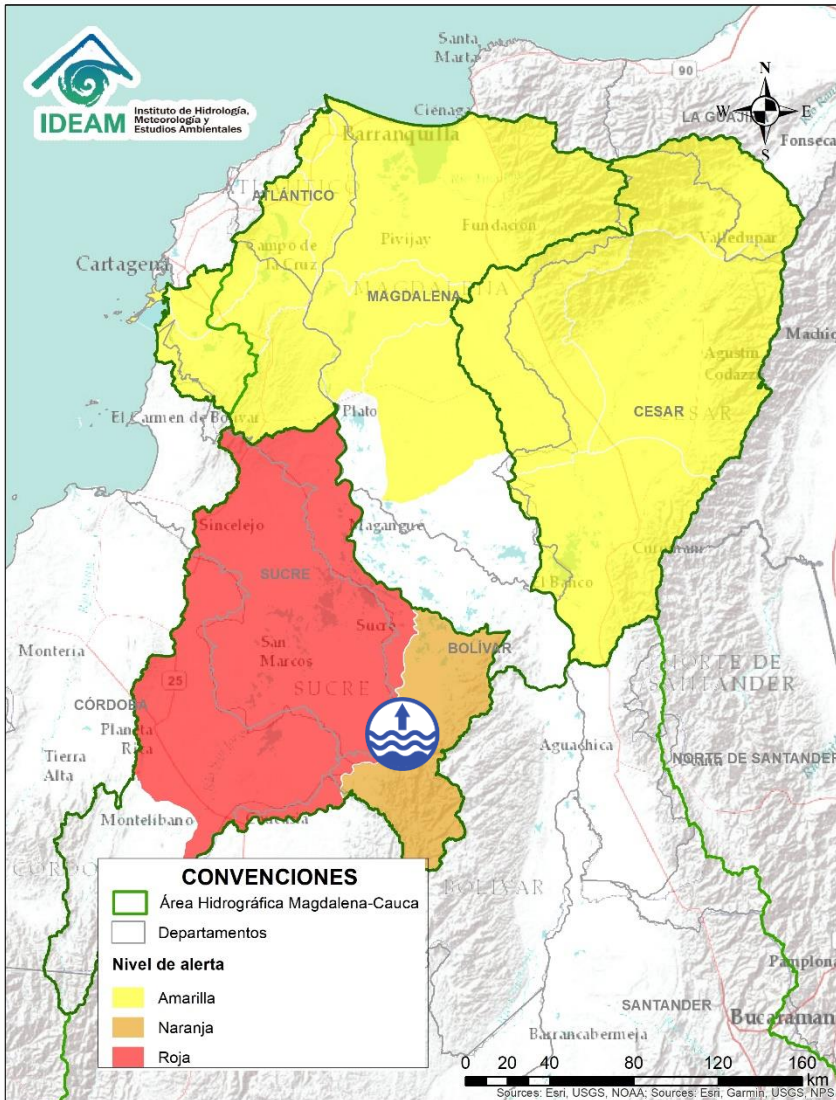 IDEAM
Instituto de Hidrología,
Meteorología y
Estudios Ambientales
Santa
Marta
90
N
W
E
S
LA GUAJI
Fonseca
Ciénaga
Barranquilla
ATLÁNTICO
Valledupar
Campo de
la Cruz
Pivijay
Fundación
Cartagena
MAGDALENA
MAGDALENA
Agustín
Codazzi
CESAR
El Carmen de Bolívar
Plato
Sincelejo
Magangué
SUCRE
El Banco
Sucre
BOLÍVAR
Montería
San
Marcos
SUCRE
NORTE DE
SANTANDER
25
CÓRDOBA
Planeta
Rica
Tierra
Alta
Aguachica
NORTE DE SANTANDER
Montelibano
BOLÍVAR
CONVENCIONES
Área Hidrográfica Magdalena-Cauca
Departamentos
Nivel de alerta
Amarilla
Naranja
Roja
Pamplona
SANTANDER
Bucaraman
Barrancabermeja
0 20 40 80 120 160
km
Sources: Esri, USGS, NOAA; Sources: Esri, Garmin, USGS, NPS